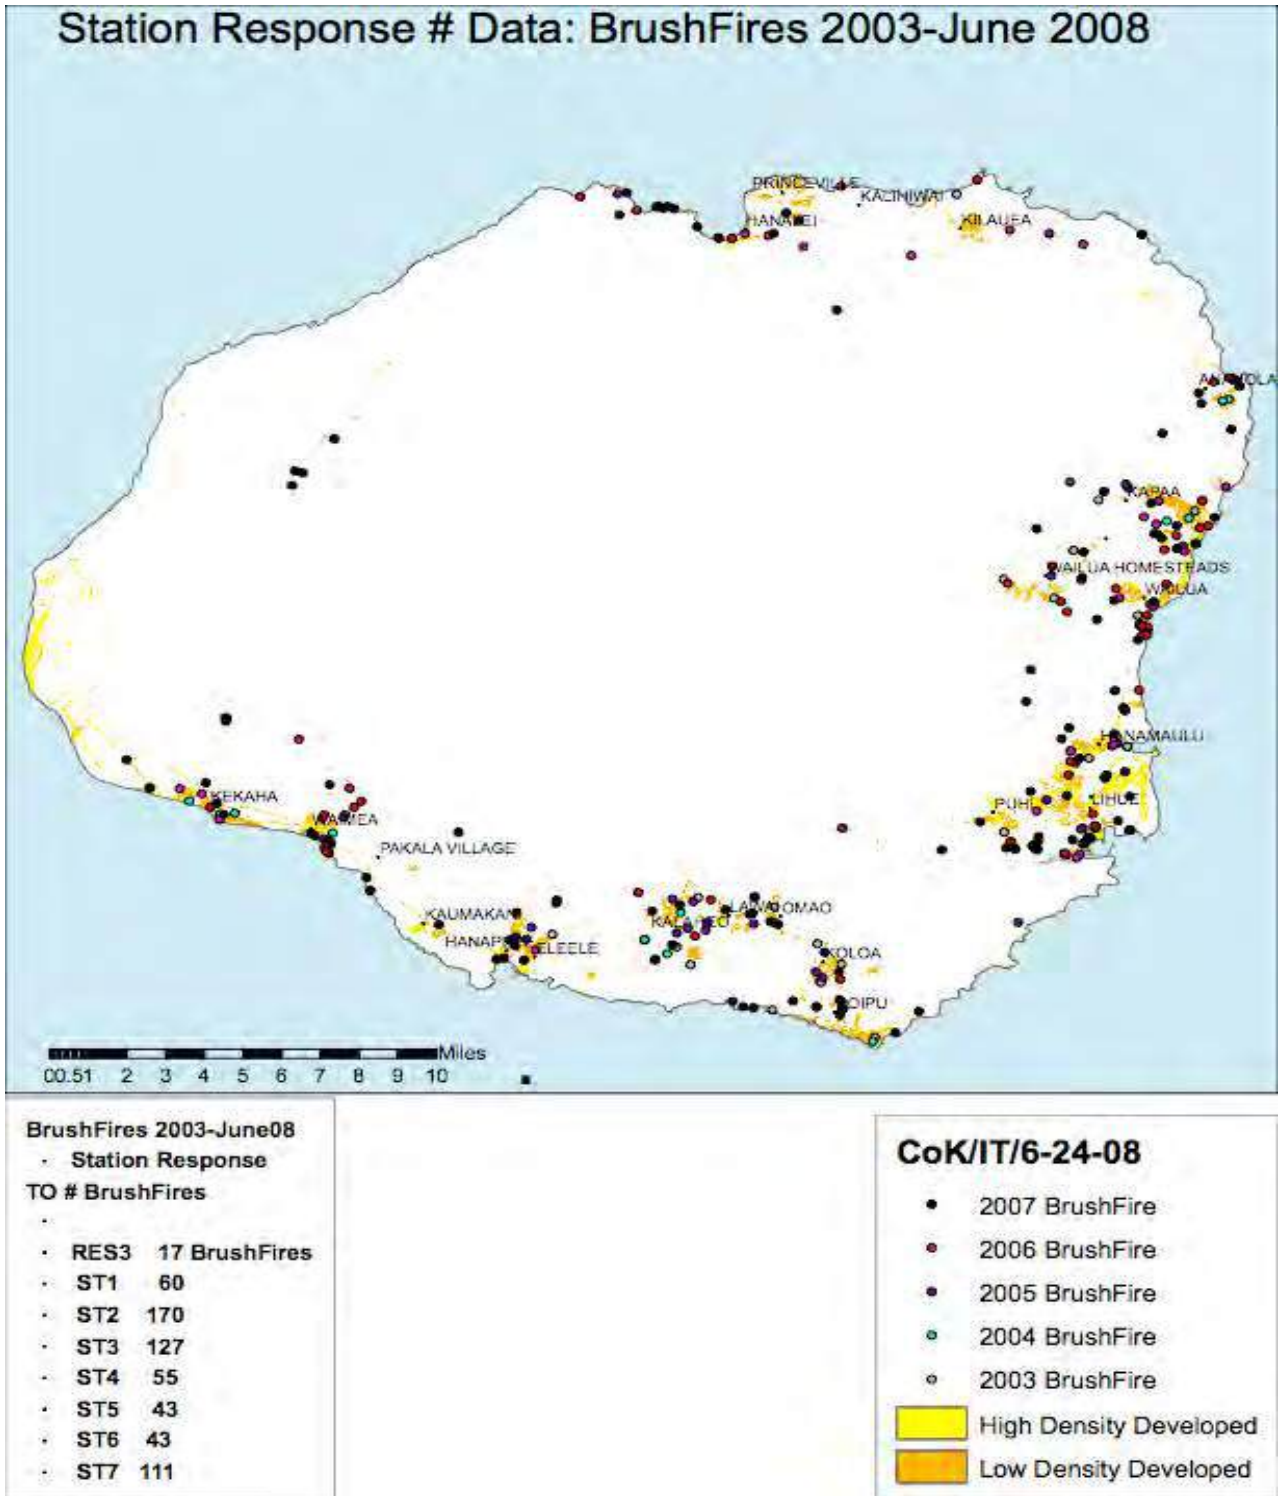 Station Response # Data: BrushFires 2003-June 2008
PRINCEVILLE
KALIHIWAI
HANALEI
KILAUEA
KAPAA
WAILUA HOMESTEADS
WAILUA
HANAMAULU
KEKAHA
PUHI
LIHUE
WAIMEA
PAKALA VILLAGE
ELEELE
KOLOA
Miles
00.51 2 3 4 5 6 7 8 9 10
BrushFires 2003-June08
Station Response
TO # BrushFires
RES3 17 BrushFires
ST1 60
ST2 170
ST3 127
ST4 55
ST5 43
ST6 43
ST7 111
CoK/IT/6-24-08
2007 BrushFire
2006 BrushFire
2005 BrushFire
2004 BrushFire
2003 BrushFire
High Density Developed
Low Density Developed